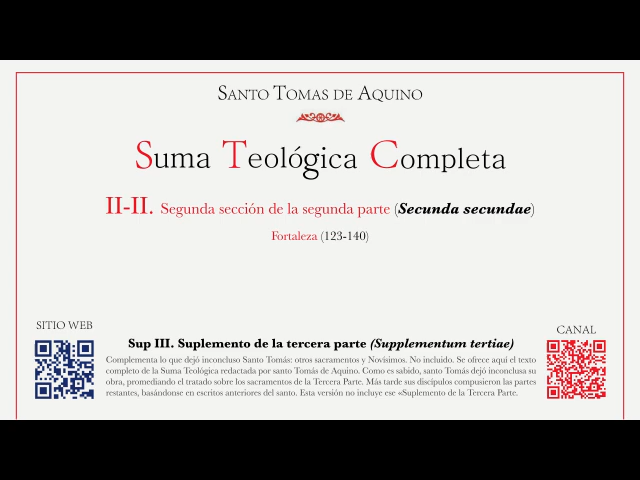 SANTO TOMAS DE AQUINO
Suma Teológica Completa
II-II. Segunda sección de la segunda parte (Secunda secundae)
Fortaleza (123-140)
SITIO WEB
CANAL
Sup III. Suplemento de la tercera parte (Supplementum tertiae)
Complementa lo que dejó inconcluso Santo Tomás: otros sacramentos y Novísimos. No incluido. Se ofrece aquí el texto
completo de la Suma Teológica redactada por santo Tomás de Aquino. Como es sabido, santo Tomás dejó inconclusa su
obra, promediando el tratado sobre los sacramentos de la Tercera Parte. Más tarde sus discípulos compusieron las partes
restantes, basándonse en escritos anteriores del santo. Esta versión no incluye ese «Suplemento de la Tercera Parte.